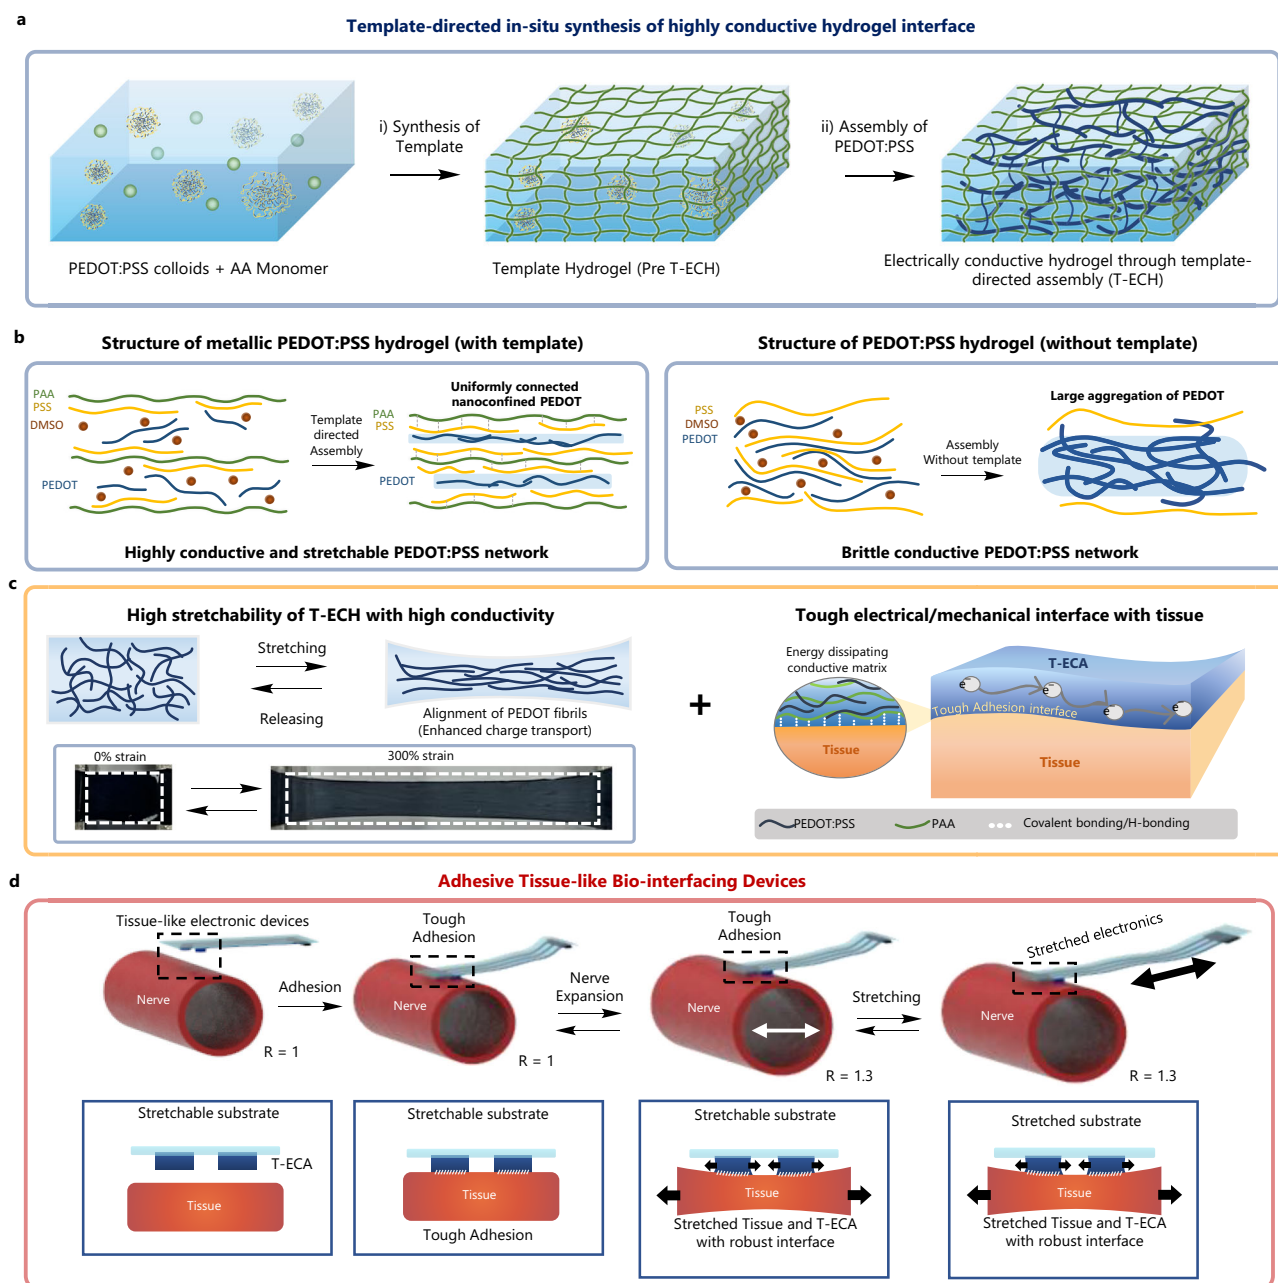 a
Template-directed in-situ synthesis of highly conductive hydrogel interface
i) Synthesis of
Template
ii) Assembly of
PEDOT:PSS
PEDOT:PSS colloids + AA Monomer
Template Hydrogel (Pre T-ECH)
Electrically conductive hydrogel through template-
directed assembly (T-ECH)
b
Structure of metallic PEDOT:PSS hydrogel (with template)
PAA
PSS
DMSO
PEDOT
Template
directed
Assembly
Uniformly connected
nanoconfined PEDOT
PAA
PSS
PEDOT
Highly conductive and stretchable PEDOT:PSS network
Structure of PEDOT:PSS hydrogel (without template)
PSS
DMSO
PEDOT
Assembly
Without template
Large aggregation of PEDOT
Brittle conductive PEDOT:PSS network
c
High stretchability of T-ECH with high conductivity
Stretching
Releasing
Alignment of PEDOT fibrils
(Enhanced charge transport)
0% strain
300% strain
+
Tough electrical/mechanical interface with tissue
Energy dissipating
conductive matrix
Tissue
T-ECA
e-
e-
e-
e-
Tough Adhesion interface
Tissue
PEDOT:PSS
PAA
Covalent bonding/H-bonding
d
Adhesive Tissue-like Bio-interfacing Devices
Tissue-like electronic devices
Nerve
R = 1
Adhesion
Tough
Adhesion
Nerve
R = 1
Nerve
Expansion
Tough
Adhesion
Nerve
R = 1.3
Stretching
Stretched electronics
Nerve
R = 1.3
Stretchable substrate
T-ECA
Tissue
Stretchable substrate
Tissue
Tough Adhesion
Stretchable substrate
Tissue
Stretched Tissue and T-ECA
with robust interface
Stretched substrate
Tissue
Stretched Tissue and T-ECA
with robust interface